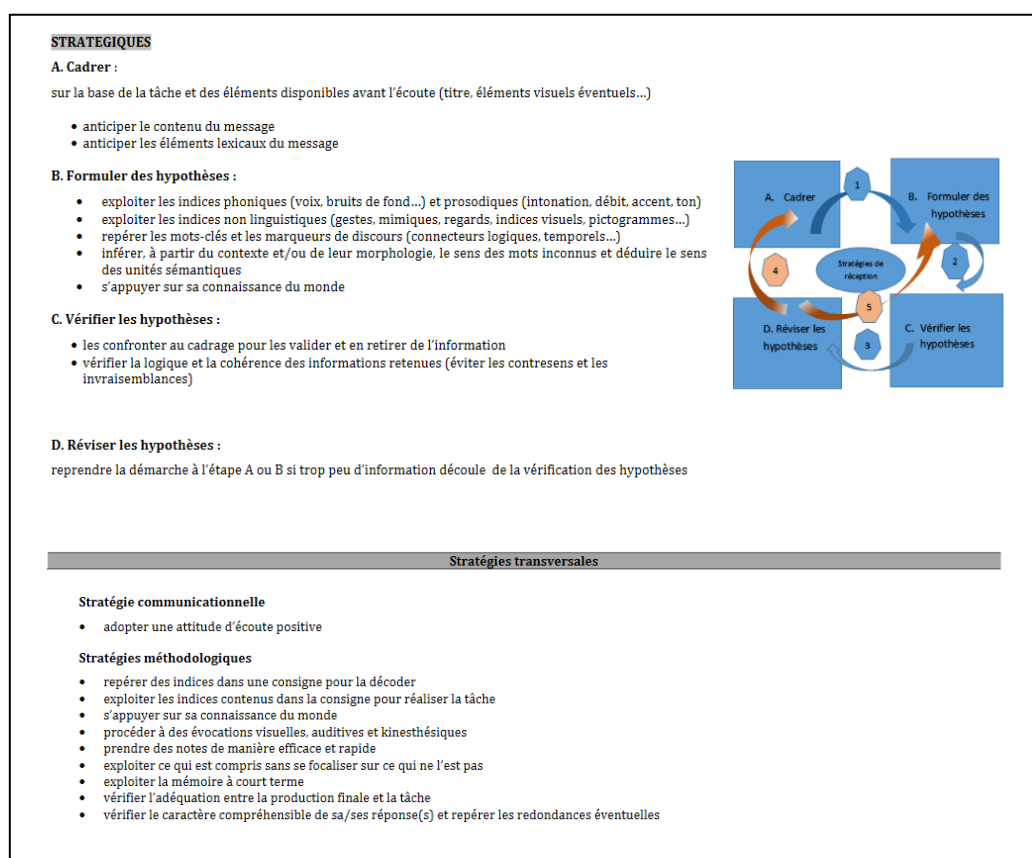 STRATEGIQUES
A. Cadrer :
sur la base de la tâche et des éléments disponibles avant l’écoute (titre, éléments visuels éventuels…)
• anticiper le contenu du message
• anticiper les éléments lexicaux du message
B. Formuler des hypothèses :
• exploiter les indices phoniques (voix, bruits de fond…) et prosodiques (intonation, débit, accent, ton)
• exploiter les indices non linguistiques (gestes, mimiques, regards, indices visuels, pictogrammes…)
• repérer les mots-clés et les marqueurs de discours (connecteurs logiques, temporels…)
• inférer, à partir du contexte et/ou de leur morphologie, le sens des mots inconnus et déduire le sens
des unités sémantiques
• s’appuyer sur sa connaissance du monde
C. Vérifier les hypothèses :
• les confronter au cadrage pour les valider et en retirer de l’information
• vérifier la logique et la cohérence des informations retenues (éviter les contresens et les
invraisemblances)
D. Réviser les hypothèses :
reprendre la démarche à l’étape A ou B si trop peu d’information découle de la vérification des hypothèses
A. Cadrer
1
B. Formuler des
hypothèses
2
Stratégies de
réception
4
5
D. Réviser les
hypothèses
3
C. Vérifier les
hypothèses
Stratégies transversales
Stratégie communicationnelle
• adopter une attitude d’écoute positive
Stratégies méthodologiques
• repérer des indices dans une consigne pour la décoder
• exploiter les indices contenus dans la consigne pour réaliser la tâche
• s’appuyer sur sa connaissance du monde
• procéder à des évocations visuelles, auditives et kinesthésiques
• prendre des notes de manière efficace et rapide
• exploiter ce qui est compris sans se focaliser sur ce qui ne l’est pas
• exploiter la mémoire à court terme
• vérifier l’adéquation entre la production finale et la tâche
• vérifier le caractère compréhensible de sa/ses réponse(s) et repérer les redondances éventuelles